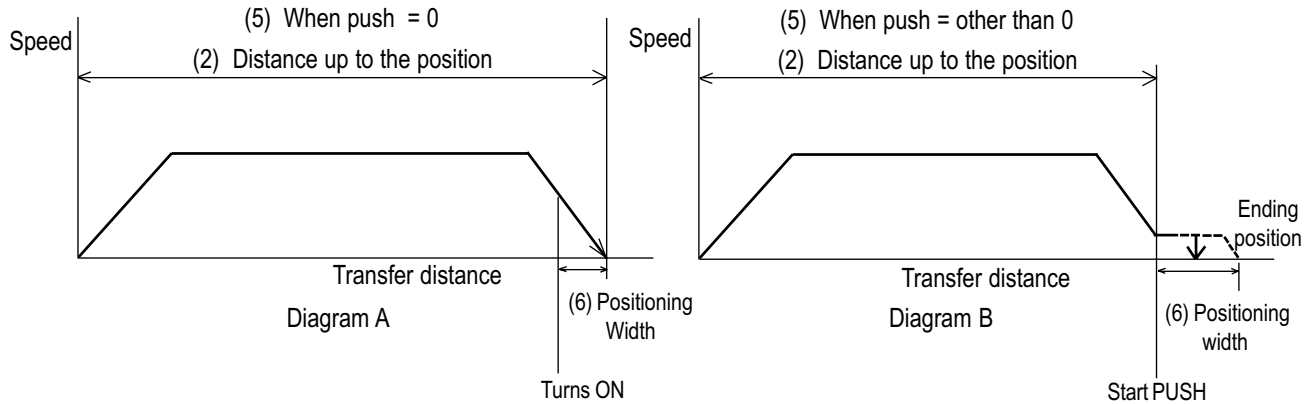 (5) When push = 0
Speed
(2) Distance up to the position
Transfer distance
(6) Positioning
Width
Diagram A
Turns ON
(5) When push = other than 0
Speed
(2) Distance up to the position
Ending
position
Transfer distance
(6) Positioning
width
Diagram B
Start PUSH